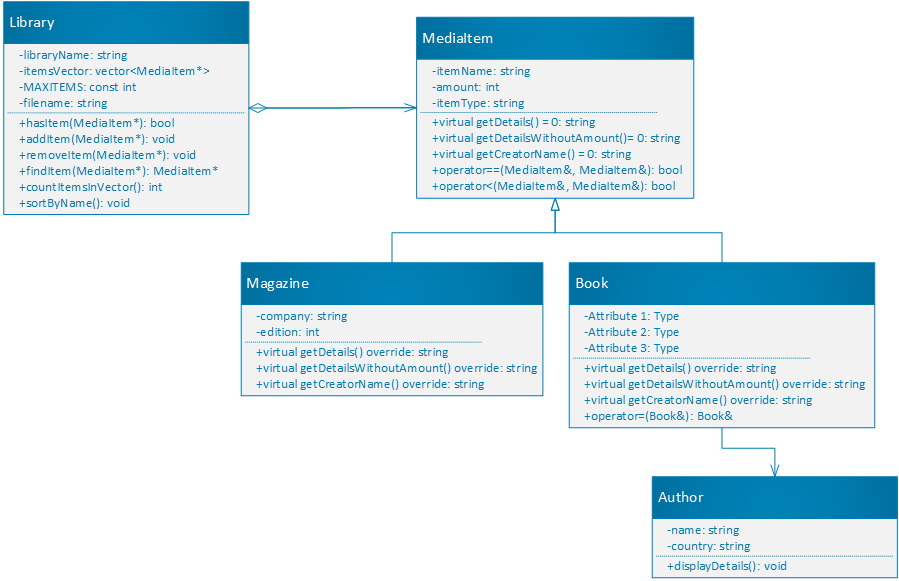 Library
-libraryName: string
-itemsVector: vector<MediaItem*>
-MAXITEMS: const int
-filename: string
+hasItem(MediaItem*): bool
+addItem(MediaItem*): void
+removeItem(MediaItem*): void
+findItem(MediaItem*): MediaItem*
+countItemsInVector(): int
+sortByName(): void
MediaItem
-itemName: string
-amount: int
-itemType: string
+virtual getDetails() = 0: string
+virtual getDetailsWithoutAmount()= 0: string
+virtual getCreatorName() = 0: string
+operator==(MediaItem&, MediaItem&): bool
+operator<(MediaItem&, MediaItem&): bool
Magazine
-company: string
-edition: int
+virtual getDetails() override: string
+virtual getDetailsWithoutAmount() override: string
+virtual getCreatorName() override: string
Book
-Attribute 1: Type
-Attribute 2: Type
-Attribute 3: Type
+virtual getDetails() override: string
+virtual getDetailsWithoutAmount() override: string
+virtual getCreatorName() override: string
+operator=(Book&): Book&
Author
-name: string
-country: string
+displayDetails(): void